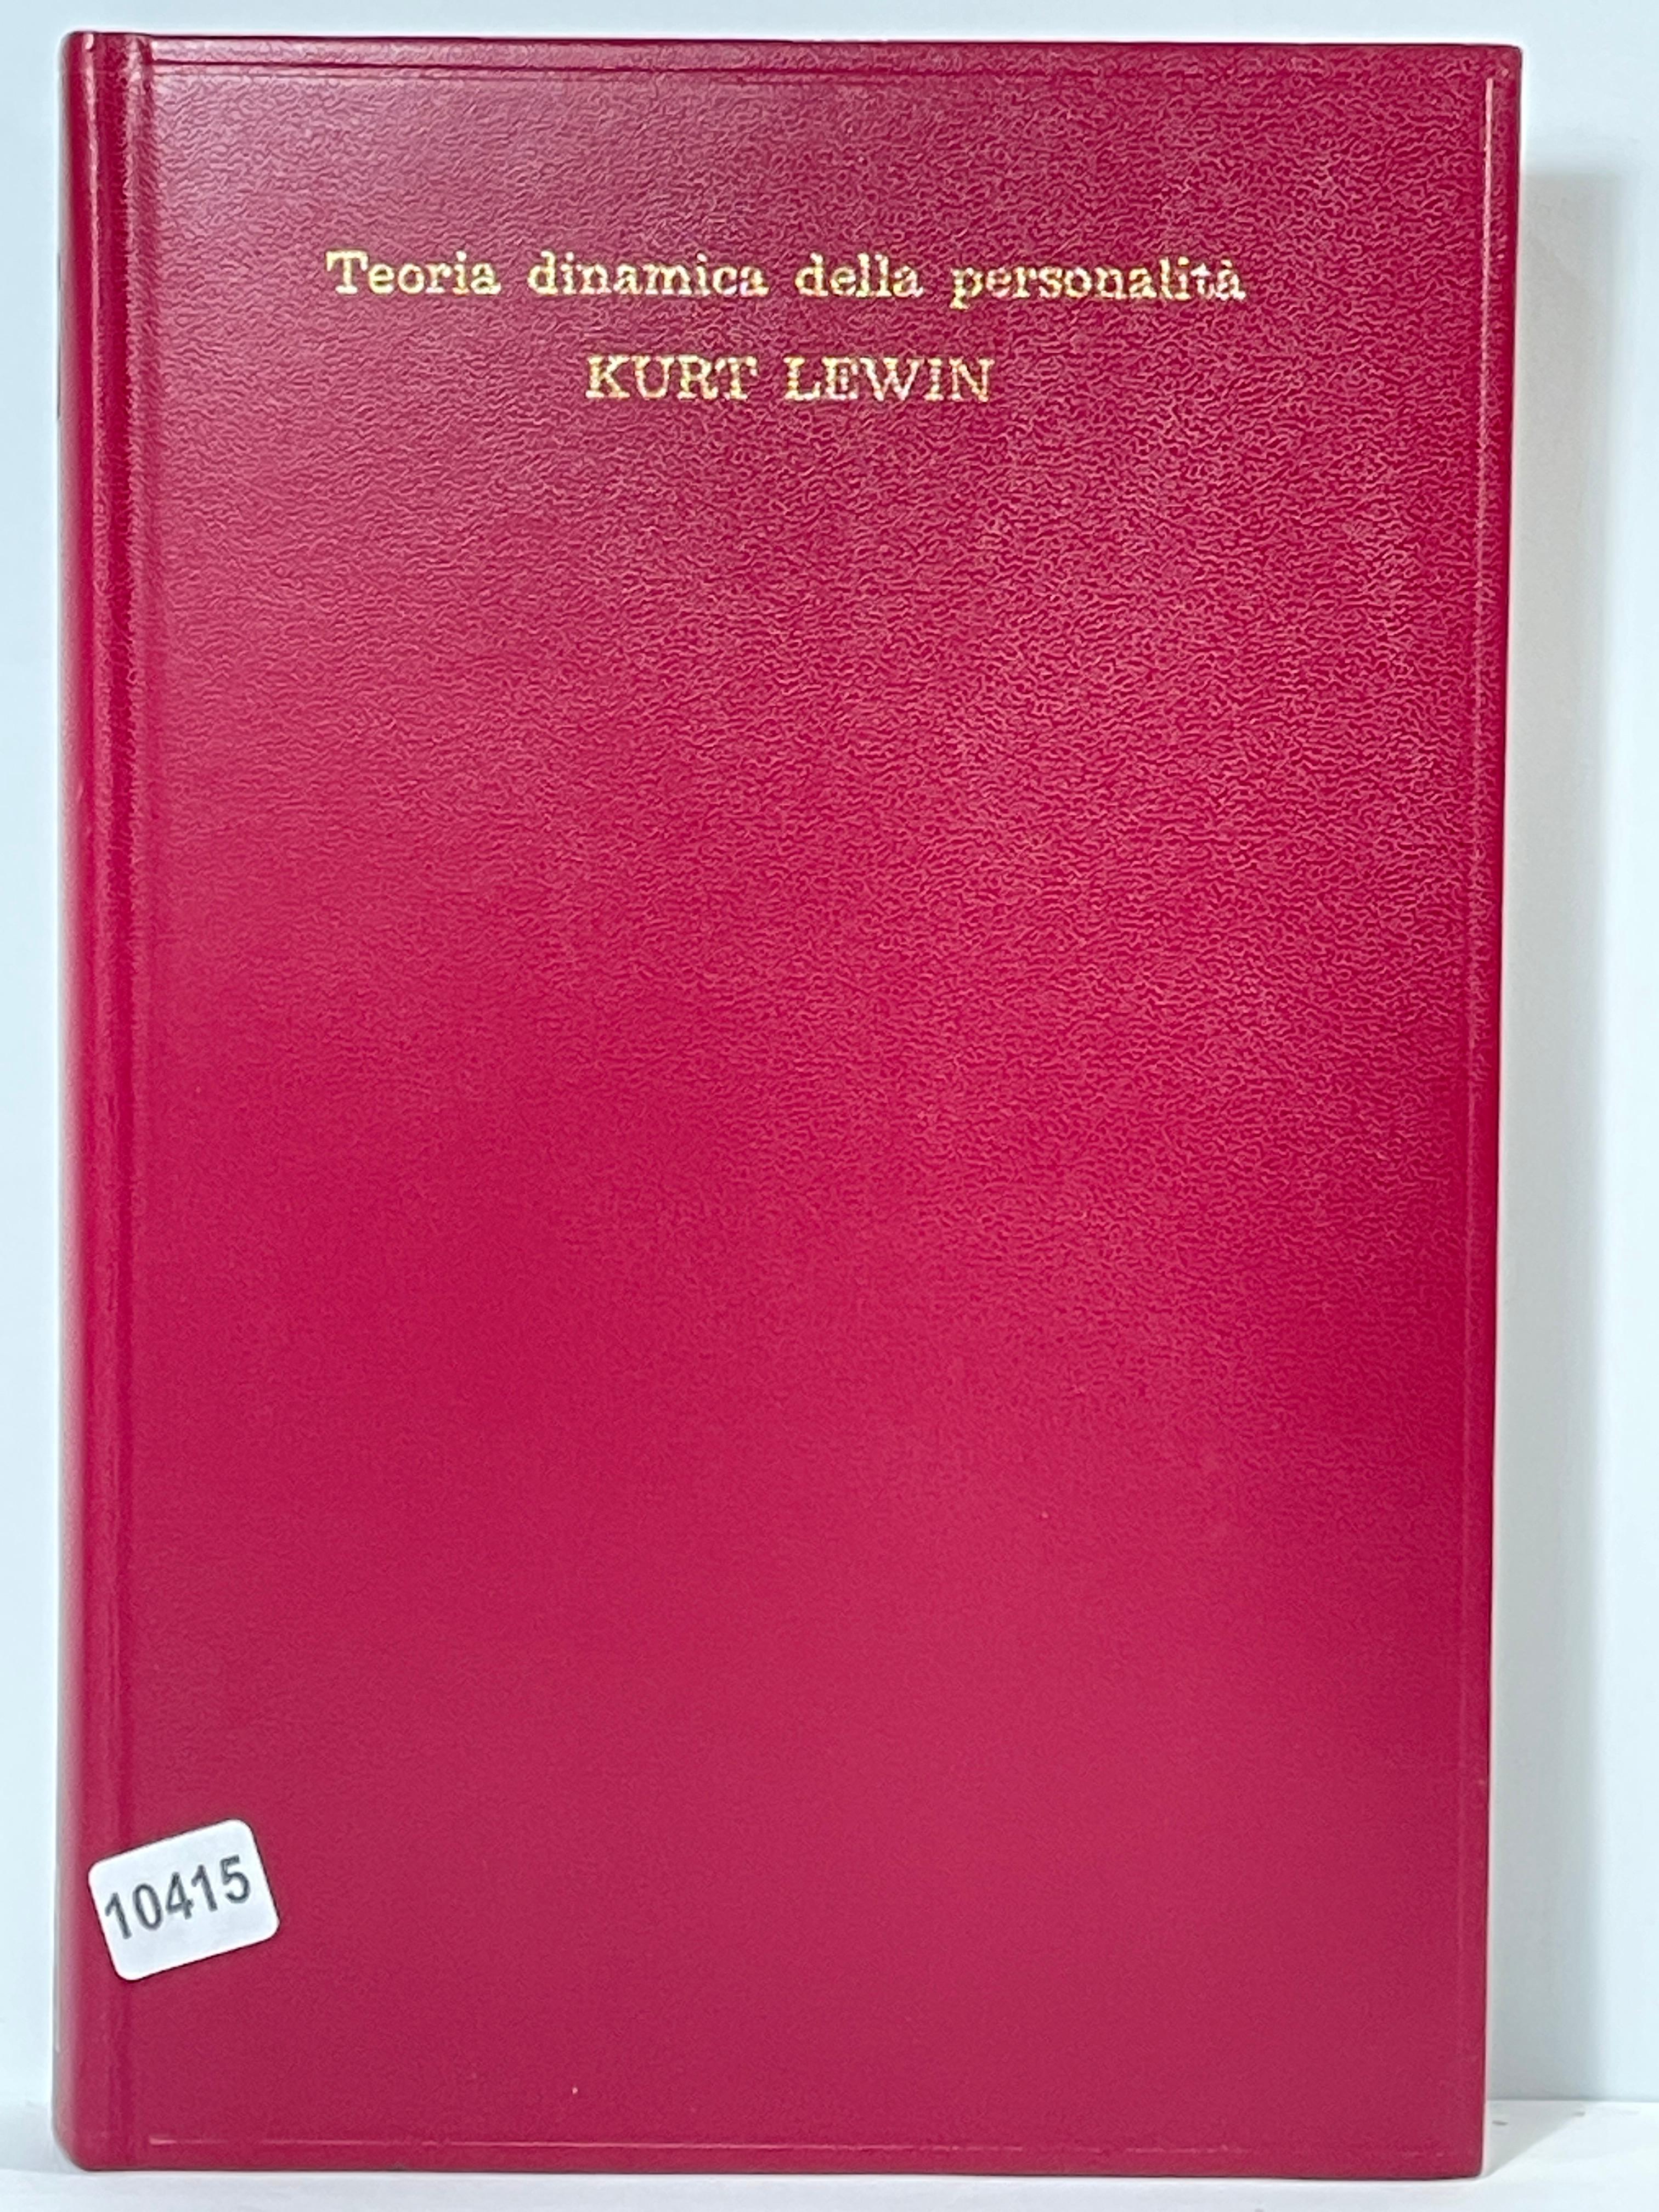 Teoria dinamica della personalità
KURT LEWIN
10415